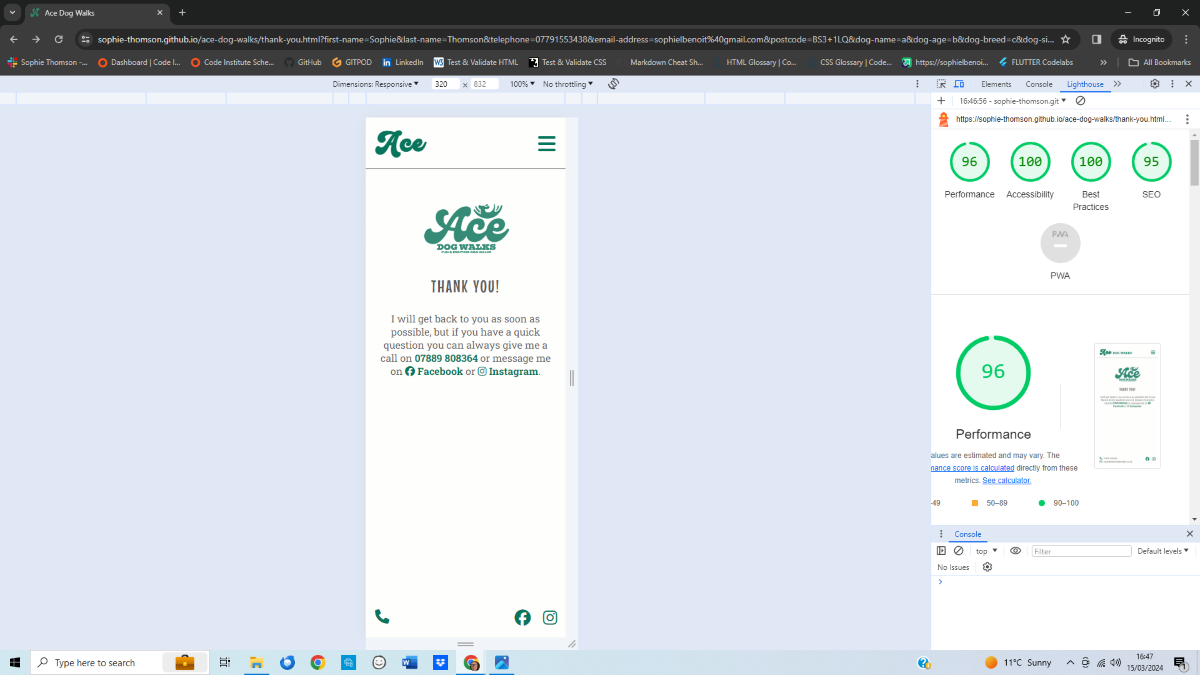 Ace Dog Walks
sophie-thomson.github.io/ace-dog-walks/thank-you.html?first-name=Sophie&last-name=Thomson&telephone=07791553438&email-address=sophielbenoit%40gmail.com&postcode=BS3+1LQ&dog-name=a&dog-age=b&dog-breed=c&dog-si...
Incognito
Sophie Thomson -... Dashboard | Code I... Code Institute Sche... GitHub GITPOD LinkedIn Test & Validate HTML Test & Validate CSS Markdown Cheat Sh... HTML Glossary | Co... CSS Glossary | Code... https://sophielbenoi... FLUTTER Codelabs All Bookmarks
Dimensions: Responsive 320 x 832 100% No throttling
Elements Console Lighthouse
16:46:56 - sophie-thomson.git
https://sophie-thomson.github.io/ace-dog-walks/thank-you.html...
Ace
Ace
DOG WALKS
THANK YOU!
I will get back to you as soon as
possible, but if you have a quick
question you can always give me a
call on 07889 808364 or message me
on Facebook or Instagram.
96 100 100 95
Performance Accessibility Best Practices SEO
PWA
PWA
96
Performance
alues are estimated and may vary. The
mance score is calculated directly from these
metrics. See calculator.
-49 50–89 90–100
Ace DOG WALKS
Ace
THANK YOU!
Console
top Filter Default levels
No Issues
Type here to search
11°C Sunny
16:47
15/03/2024
1